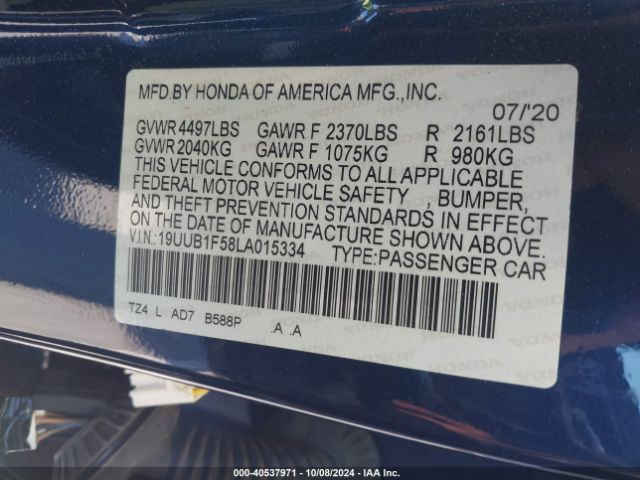 MFD.BY HONDA OF AMERICA MFG.,INC.
07/'20
GVWR 4497LBS GAWR F 2370LBS R 2161LBS
GVWR 2040KG GAWR F 1075KG R 980KG
THIS VEHICLE CONFORMS TO ALL APPLICABLE
FEDERAL MOTOR VEHICLE SAFETY BUMPER,
AND THEFT PREVENTION STANDARDS IN EFFECT
ON THE DATE OF MANUFACTURE SHOWN ABOVE.
V.I.N.:19UUB1F58LA015334 TYPE:PASSENGER CAR
TZ4 L AD7 B588P .A .A
000-40537971 | 10/08/2024 | IAA Inc.